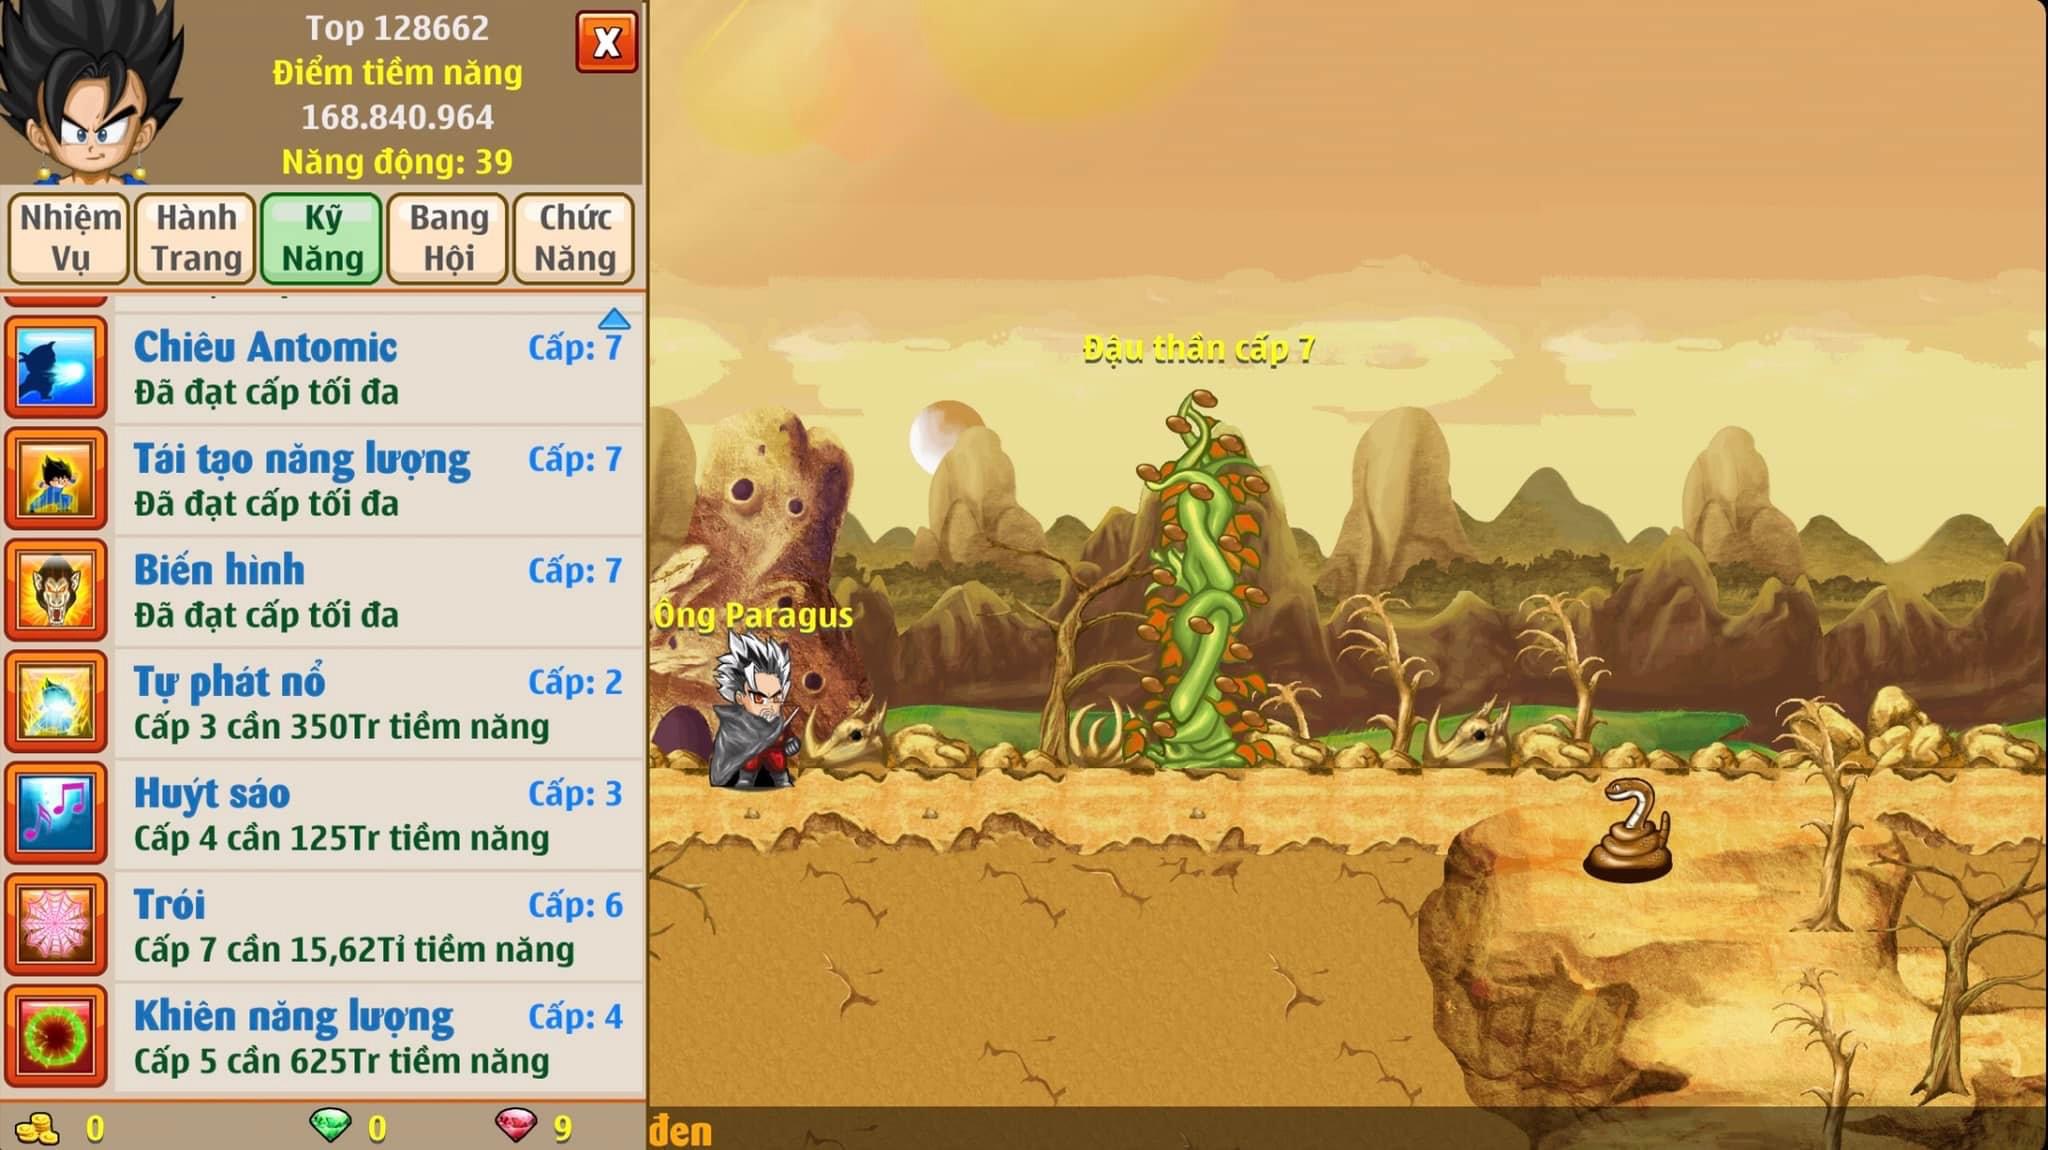 Top 128662
Điểm tiềm năng
168.840.964
Năng động: 39
X
Nhiệm Vụ
Hành Trang
Kỹ Năng
Bang Hội
Chức Năng
Chiêu Antomic Cấp: 7
Đã đạt cấp tối đa
Tái tạo năng lượng Cấp: 7
Đã đạt cấp tối đa
Biến hình Cấp: 7
Đã đạt cấp tối đa
Tự phát nổ Cấp: 2
Cấp 3 cần 350Tr tiềm năng
Huýt sáo Cấp: 3
Cấp 4 cần 125Tr tiềm năng
Trói Cấp: 6
Cấp 7 cần 15,62Tỉ tiềm năng
Khiên năng lượng Cấp: 4
Cấp 5 cần 625Tr tiềm năng
0 0 9
Đậu thần cấp 7
Ông Paragus
đen